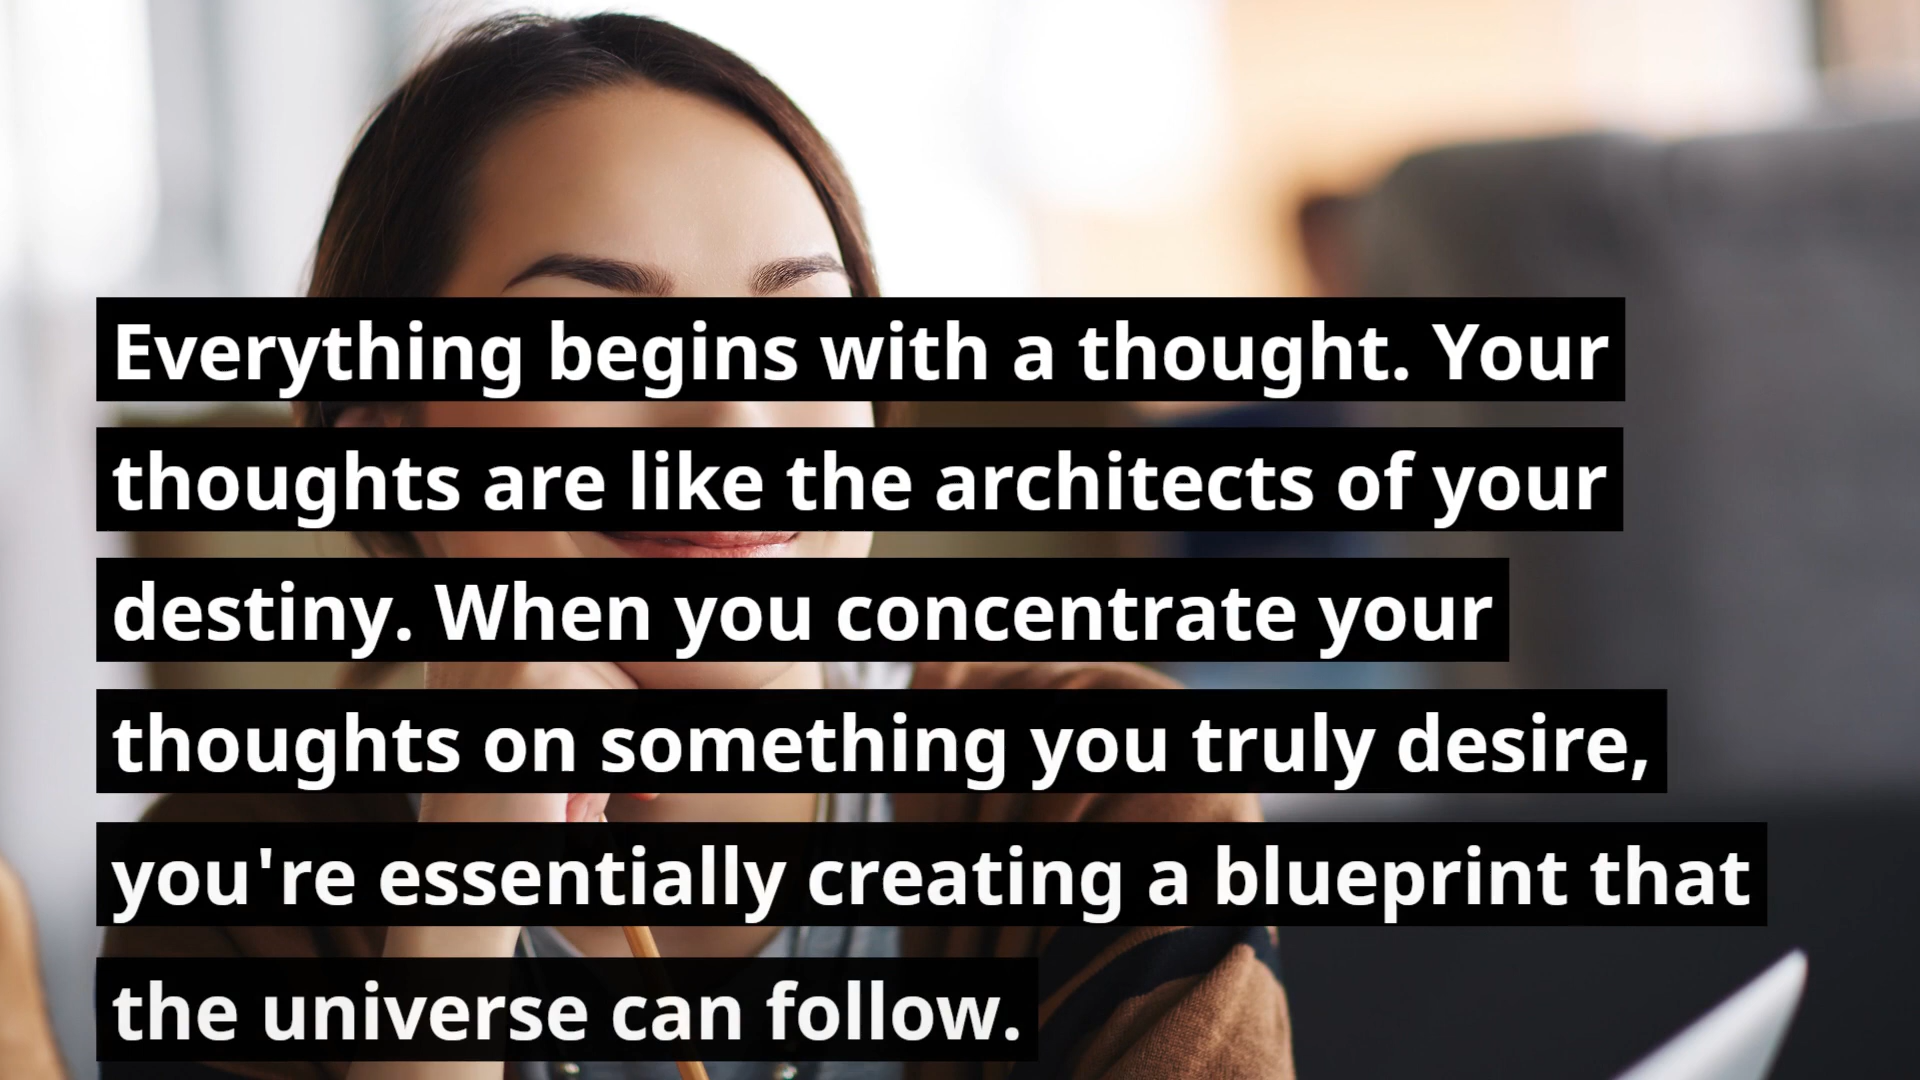 Everything begins with a thought. Your
thoughts are like the architects of your
destiny. When you concentrate your
thoughts on something you truly desire,
you're essentially creating a blueprint that
the universe can follow.